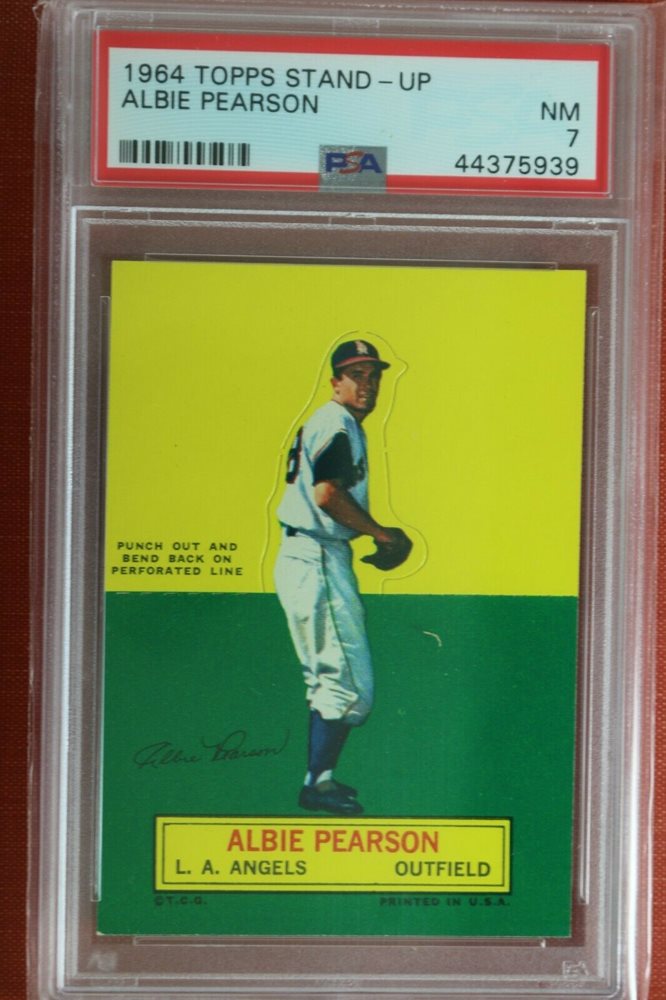 1964 TOPPS STAND-UP
ALBIE PEARSON
NM
7
PSA
44375939
PUNCH OUT AND
BEND BACK ON
PERFORATED LINE
Albie Pearson
ALBIE PEARSON
L. A. ANGELS OUTFIELD
©T.C.G. PRINTED IN U.S.A.